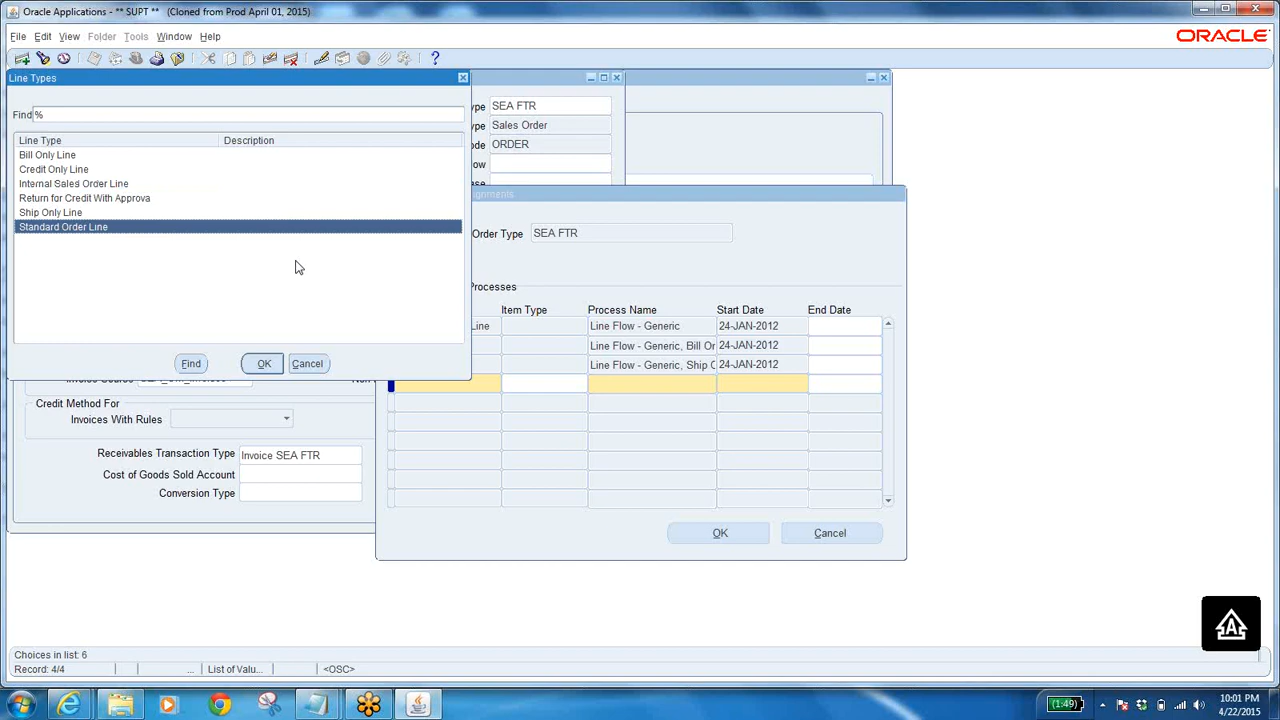 Oracle Applications - ** SUPT ** (Cloned from Prod April 01, 2015)
File Edit View Folder Tools Window Help
ORACLE
Line Types
Find %
Line Type Description
Bill Only Line
Credit Only Line
Internal Sales Order Line
Return for Credit With Approva
Ship Only Line
Standard Order Line
Find OK Cancel
SEA FTR
Sales Order
ORDER
Order Type SEA FTR
Processes
Item Type Process Name Start Date End Date
Line Line Flow - Generic 24-JAN-2012
Line Flow - Generic, Bill Or 24-JAN-2012
Line Flow - Generic, Ship C 24-JAN-2012
OK Cancel
Credit Method For
Invoices With Rules
Receivables Transaction Type Invoice SEA FTR
Cost of Goods Sold Account
Conversion Type
Choices in list: 6
Record: 4/4 ... List of Valu... <OSC>
(1:49) 10:01 PM
4/22/2015